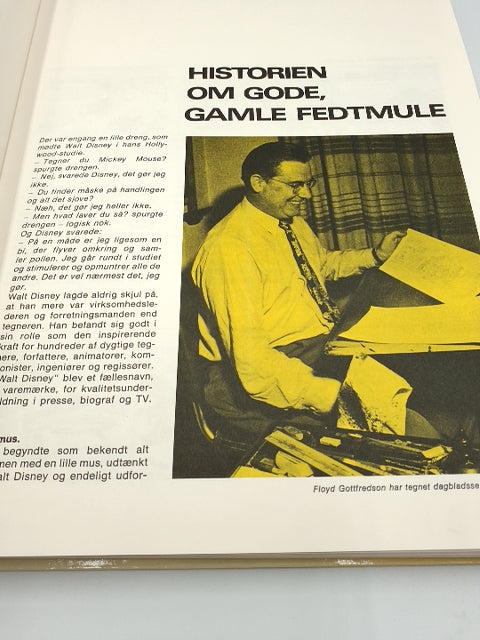 HISTORIEN
OM GODE,
GAMLE FEDTMULE
Der var engang en lille dreng, som
mødte Walt Disney i hans Holly-
wood-studie.
– Tegner du Mickey Mouse?
spurgte drengen.
– Nej, svarede Disney, det gør jeg
ikke.
– Du finder måske på handlingen
og alt det sjove?
– Næh, det gør jeg heller ikke.
– Men hvad laver du så? spurgte
drengen – logisk nok.
Og Disney svarede:
– På en måde er jeg ligesom en
bi, der flyver omkring og sam-
ler pollen. Jeg går rundt i studiet
og stimulerer og opmuntrer alle de
andre. Det er vel nærmest det, jeg
gør.
Walt Disney lagde aldrig skjul på,
at han mere var virksomhedsle-
deren og forretningsmanden end
tegneren. Han befandt sig godt i
sin rolle som den inspirerende
kraft for hundreder af dygtige teg-
nere, forfattere, animatorer, kom-
onister, ingeniører og regissører.
Walt Disney" blev et fællesnavn,
varemærke, for kvalitetsunder-
ldning i presse, biograf og TV.
mus.
begyndte som bekendt alt
men med en lille mus, udtænkt
alt Disney og endeligt udfor-
Floyd Gottfredson har tegnet dagbladsse